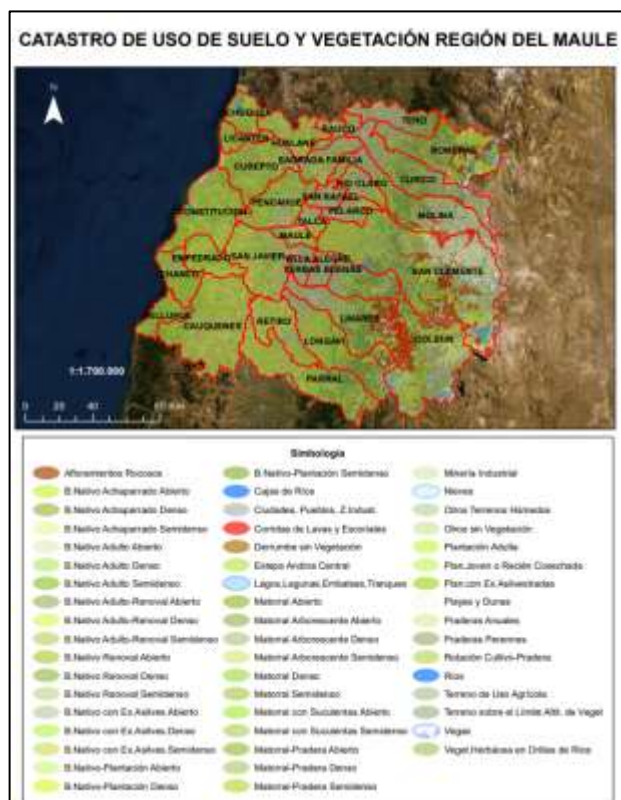 CATASTRO DE USO DE SUELO Y VEGETACIÓN REGIÓN DEL MAULE
N
TENO
RAUCO
ROMERAL
LICANTEN
HUALAÑE
SAGRADA FAMILIA
CUREPTO
CURICO
RIO CLARO
SAN RAFAEL
PENCAHUE
PELARCO
MOLINA
CONSTITUCION
TALCA
MAULE
EMPEDRADO
SAN JAVIER
VILLA ALEGRE
YERBAS BUENAS
SAN CLEMENTE
CHANCO
CAUQUENES
RETIRO
LINARES
COLBUN
LONGAVI
PARRAL
1:1.700.000
0 20 40
Simbología
Afloramientos Rocosos
B.Nativo Achaparrado Abierto
B.Nativo Achaparrado Denso
B.Nativo Achaparrado Semidenso
B.Nativo Adulto Abierto
B.Nativo Adulto Denso
B.Nativo Adulto Semidenso
B.Nativo Adulto-Renoval Abierto
B.Nativo Adulto-Renoval Denso
B.Nativo Adulto-Renoval Semidenso
B.Nativo Renoval Abierto
B.Nativo Renoval Denso
B.Nativo Renoval Semidenso
B.Nativo con Ex.Asilves.Abierto
B.Nativo con Ex.Asilves.Denso
B.Nativo con Ex.Asilves.Semidenso
B.Nativo-Plantación Abierto
B.Nativo-Plantación Denso
B.Nativo-Plantación Semidenso
Cajas de Ríos
Ciudades, Pueblos, Z.Indust.
Corridas de Lavas y Escoriales
Derrumbe sin Vegetación
Estepa Andina Central
Lagos,Lagunas,Embalses,Tranques
Matorral Abierto
Matorral Arborescente Abierto
Matorral Arborescente Denso
Matorral Arborescente Semidenso
Matorral Denso
Matorral Semidenso
Matorral con Suculentas Abierto
Matorral con Suculentas Semidenso
Matorral-Pradera Abierto
Matorral-Pradera Denso
Matorral-Pradera Semidenso
Minería Industrial
Nieves
Otros Terrenos Húmedos
Otros sin Vegetación
Plantación Adulta
Plan.Joven o Recién Cosechada
Plan.con Ex.Asilvestradas
Playas y Dunas
Praderas Anuales
Praderas Perennes
Rotación Cultivo-Pradera
Ríos
Terreno de Uso Agrícola
Terreno sobre el Límite Altit. de Veget
Vegas
Veget.Herbácea en Orillas de Ríos